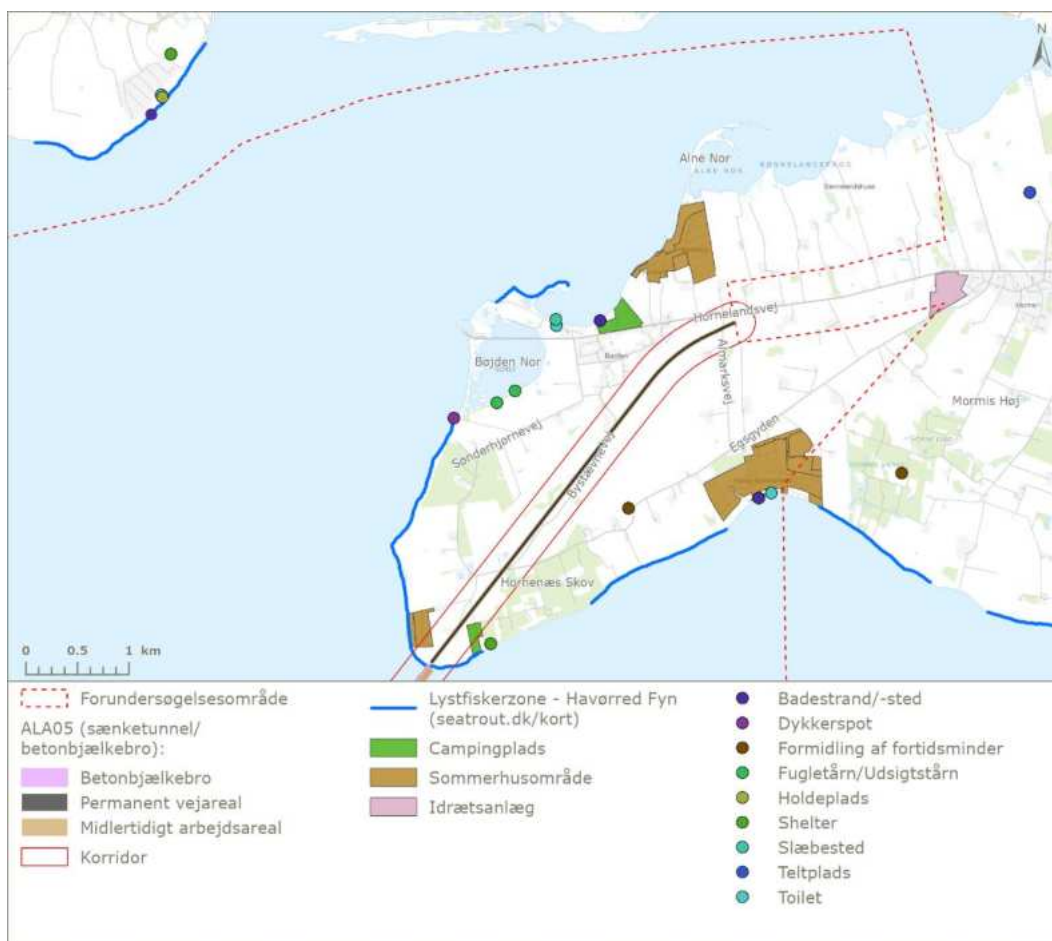 N
Alne Nor
ALNE NOR
Hornelandsvej
Bøjden Nor
Almarksvej
Mormis Høj
Egsgyden
Sønderhjørnevej
Bystævnevej
Hornenæs Skov
0 0.5 1 km
Forundersøgelsesområde
ALA05 (sænketunnel/
betonbjælkebro):
Betonbjælkebro
Permanent vejareal
Midlertidigt arbejdsareal
Korridor
Lystfiskerzone - Havørred Fyn
(seatrout.dk/kort)
Campingplads
Sommerhusområde
Idrætsanlæg
Badestrand/-sted
Dykkerspot
Formidling af fortidsminder
Fugletårn/Udsigtstårn
Holdeplads
Shelter
Slæbested
Teltplads
Toilet